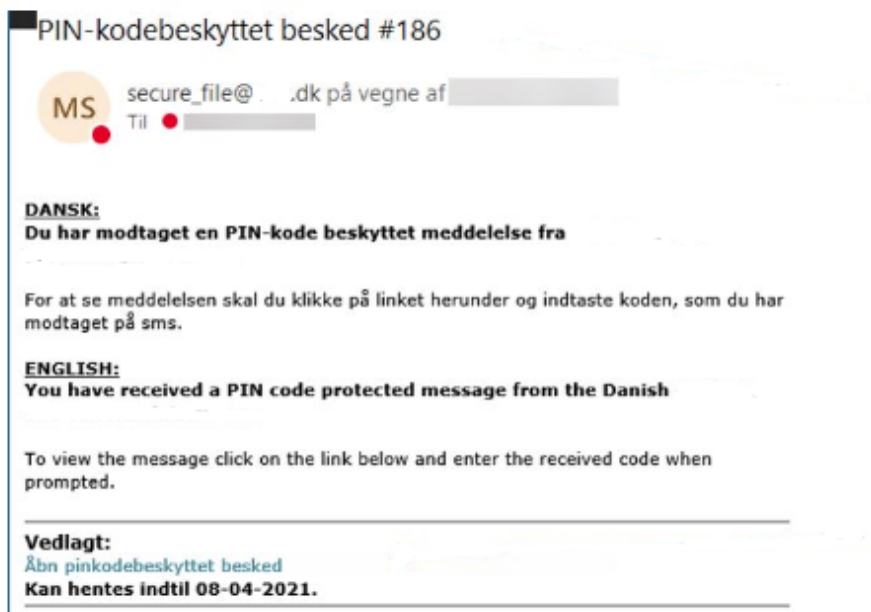 PIN-kodebeskyttet besked #186
MS
secure_file@ .dk på vegne af
Til
DANSK:
Du har modtaget en PIN-kode beskyttet meddelelse fra
For at se meddelelsen skal du klikke på linket herunder og indtaste koden, som du har
modtaget på sms.
ENGLISH:
You have received a PIN code protected message from the Danish
To view the message click on the link below and enter the received code when
prompted.
Vedlagt:
Åbn pinkodebeskyttet besked
Kan hentes indtil 08-04-2021.